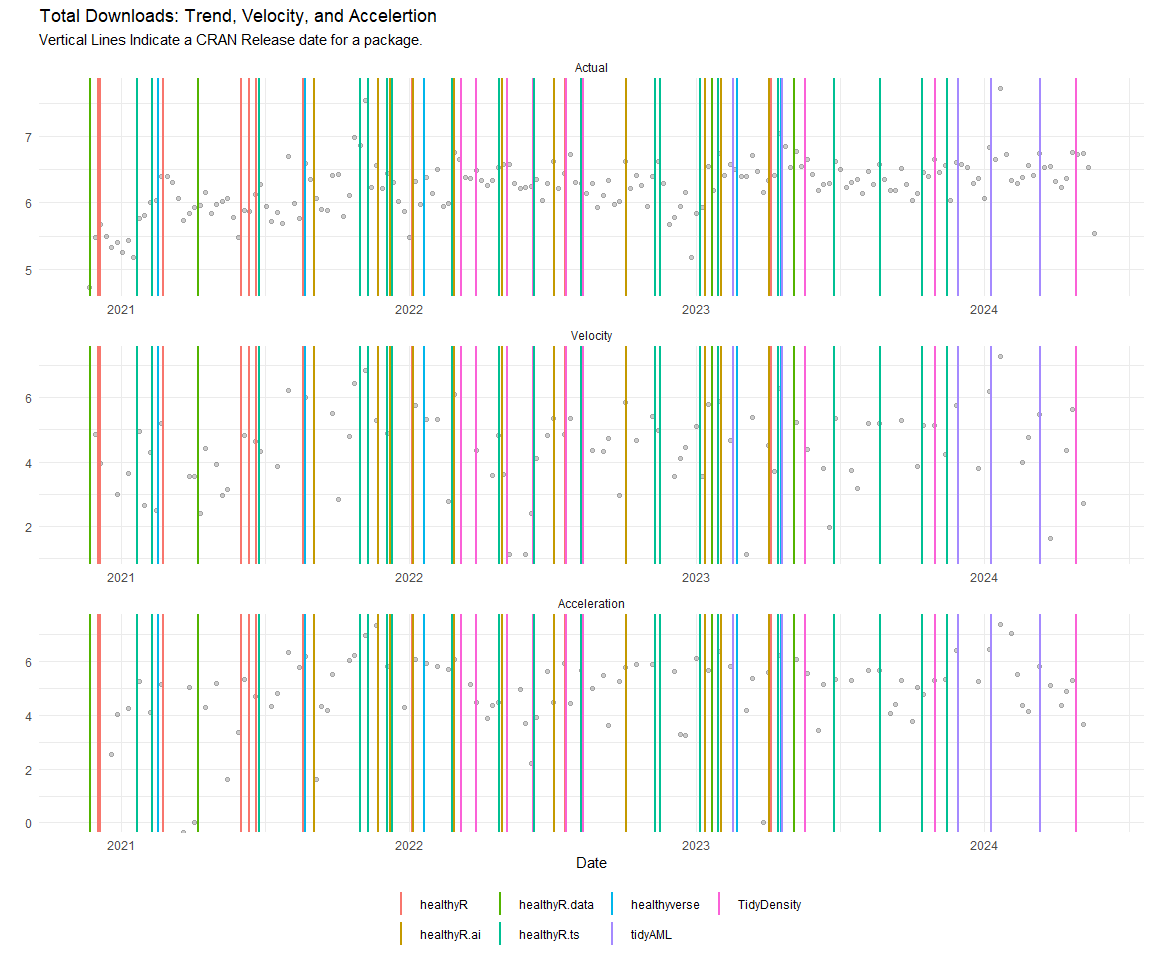 Total Downloads: Trend, Velocity, and Accelertion
Vertical Lines Indicate a CRAN Release date for a package.
Actual
7
6
5
2021 2022 2023 2024
Velocity
6
4
2
2021 2022 2023 2024
Acceleration
6
4
2
0
2021 2022 2023 2024
Date
healthyR healthyR.data healthyverse TidyDensity
healthyR.ai healthyR.ts tidyAML